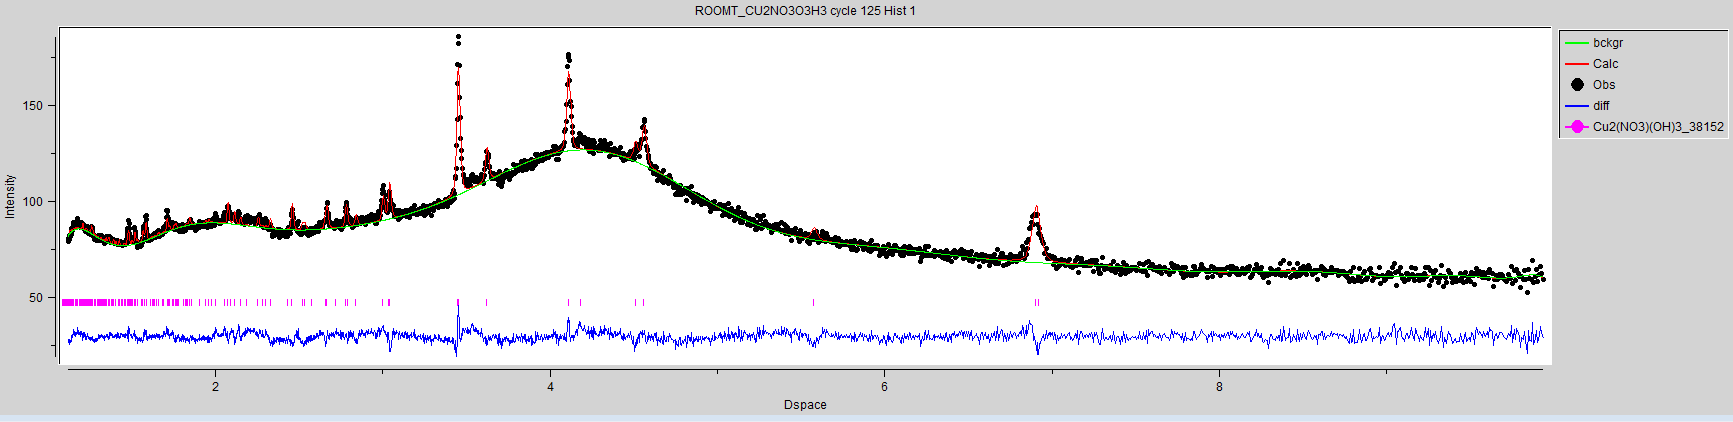 ROOMT_CU2NO3O3H3 cycle 125 Hist 1
bckgr
Calc
Obs
diff
Cu2(NO3)(OH)3_38152
Intensity
150
100
50
2
4
6
8
Dspace